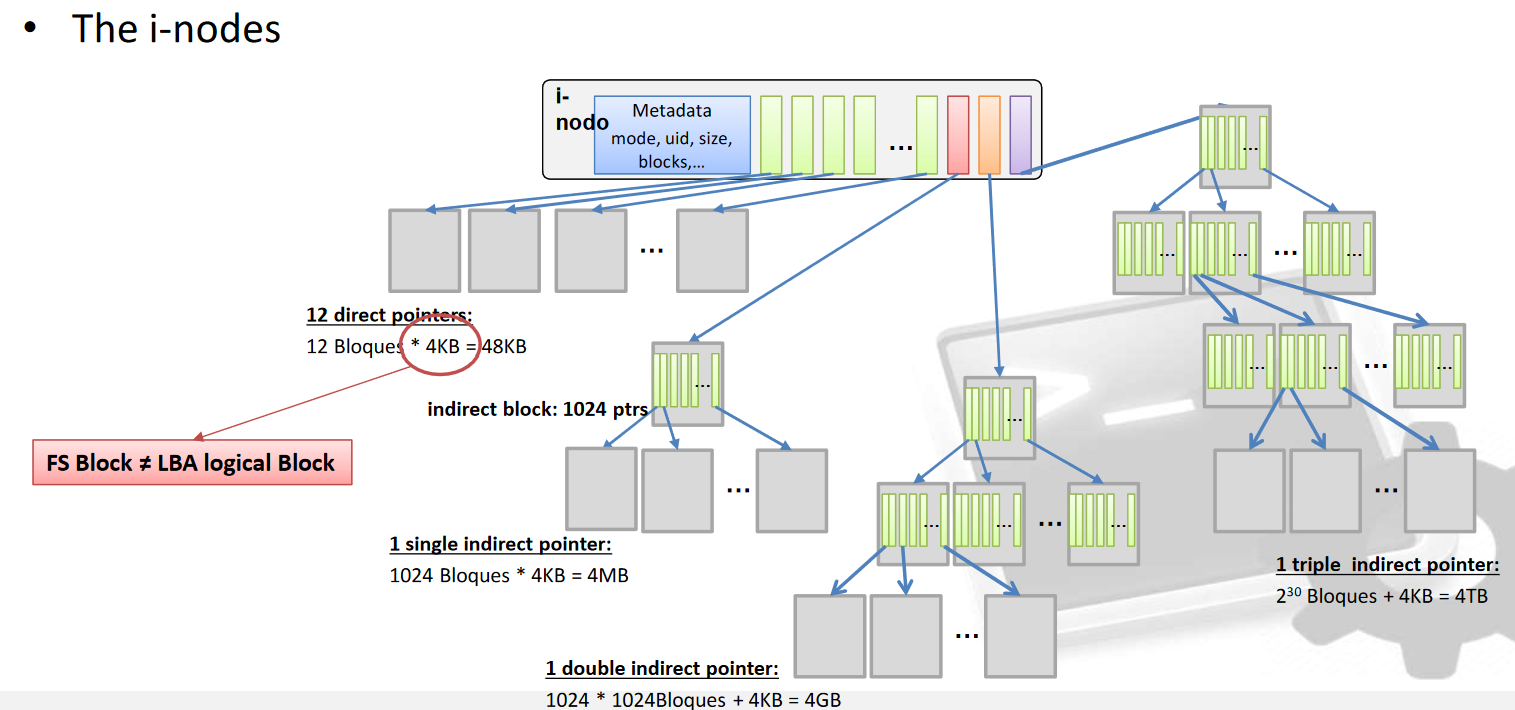 • The i-nodes
i-
nodo
Metadata
mode, uid, size,
blocks,...
...
...
...
...
...
...
...
...
12 direct pointers:
12 Bloques * 4KB = 48KB
...
...
...
...
indirect block: 1024 ptrs
...
FS Block ≠ LBA logical Block
...
...
...
...
...
...
1 single indirect pointer:
1024 Bloques * 4KB = 4MB
1 triple indirect pointer:
2³⁰ Bloques + 4KB = 4TB
...
1 double indirect pointer:
1024 * 1024Bloques + 4KB = 4GB